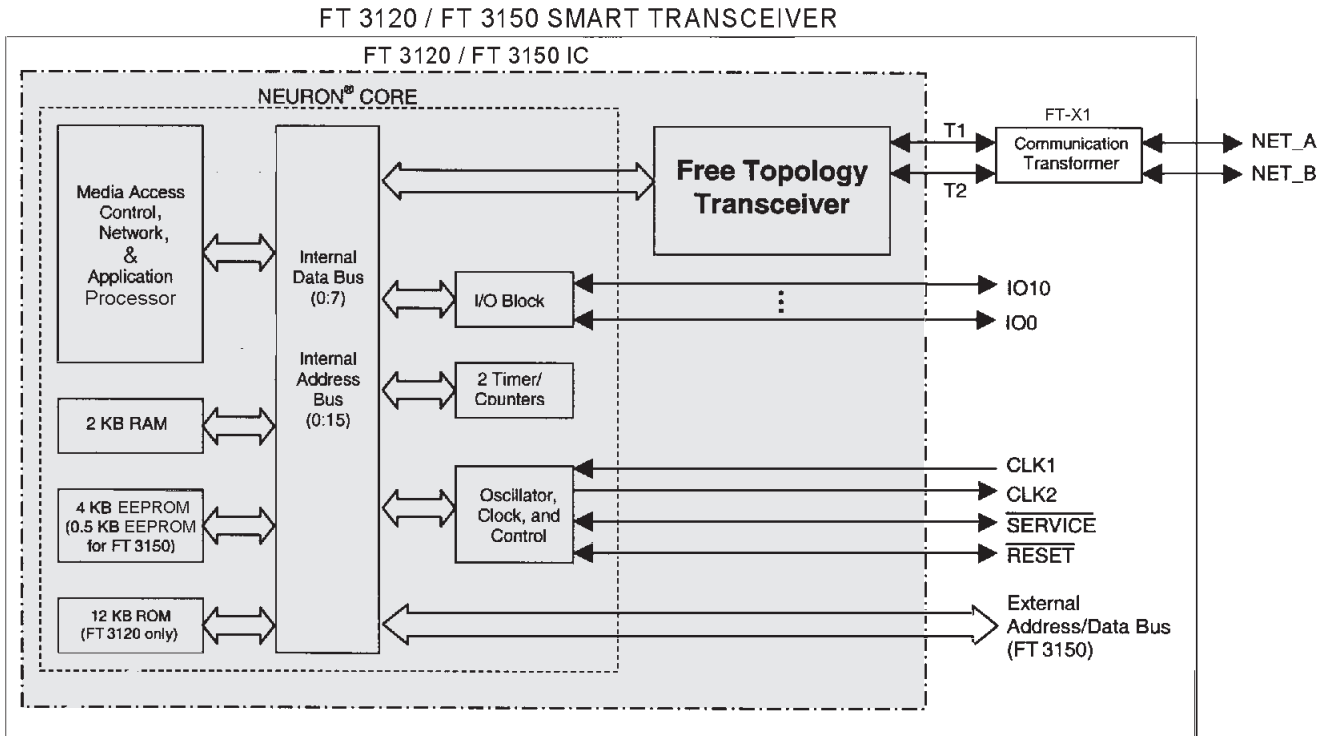 FT 3120 / FT 3150 SMART TRANSCEIVER
FT 3120 / FT 3150 IC
NEURON® CORE
Media Access
Control,
Network,
&
Application
Processor
2 KB RAM
4 KB EEPROM
(0.5 KB EEPROM
for FT 3150)
12 KB ROM
(FT 3120 only)
Internal
Data Bus
(0:7)
Internal
Address
Bus
(0:15)
Free Topology
Transceiver
I/O Block
2 Timer/
Counters
Oscillator,
Clock, and
Control
T1
T2
FT-X1
Communication
Transformer
NET_A
NET_B
IO10
IO0
CLK1
CLK2
SERVICE
RESET
External
Address/Data Bus
(FT 3150)